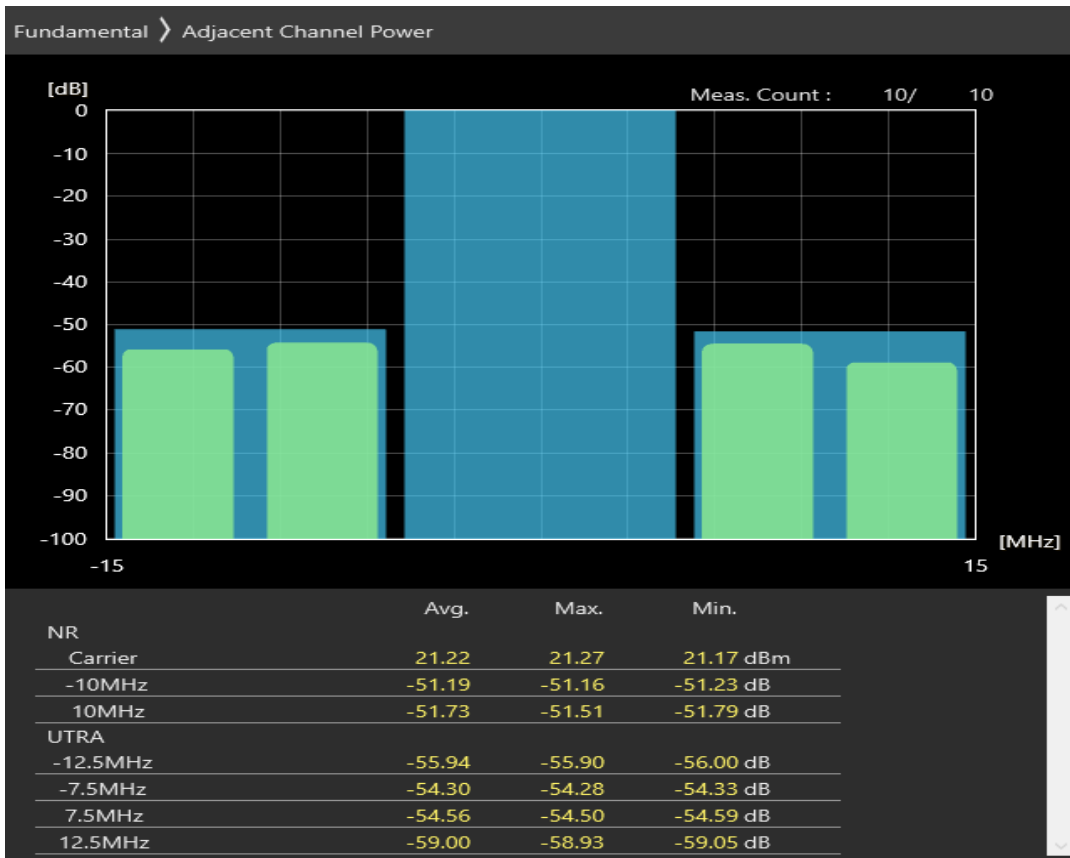 Fundamental 》 Adjacent Channel Power
[dB]
Meas. Count : 10/ 10
0
-10
-20
-30
-40
-50
-60
-70
-80
-90
-100
[MHz]
-15 15
Avg. Max. Min.
NR
Carrier 21.22 21.27 21.17 dBm
-10MHz -51.19 -51.16 -51.23 dB
10MHz -51.73 -51.51 -51.79 dB
UTRA
-12.5MHz -55.94 -55.90 -56.00 dB
-7.5MHz -54.30 -54.28 -54.33 dB
7.5MHz -54.56 -54.50 -54.59 dB
12.5MHz -59.00 -58.93 -59.05 dB